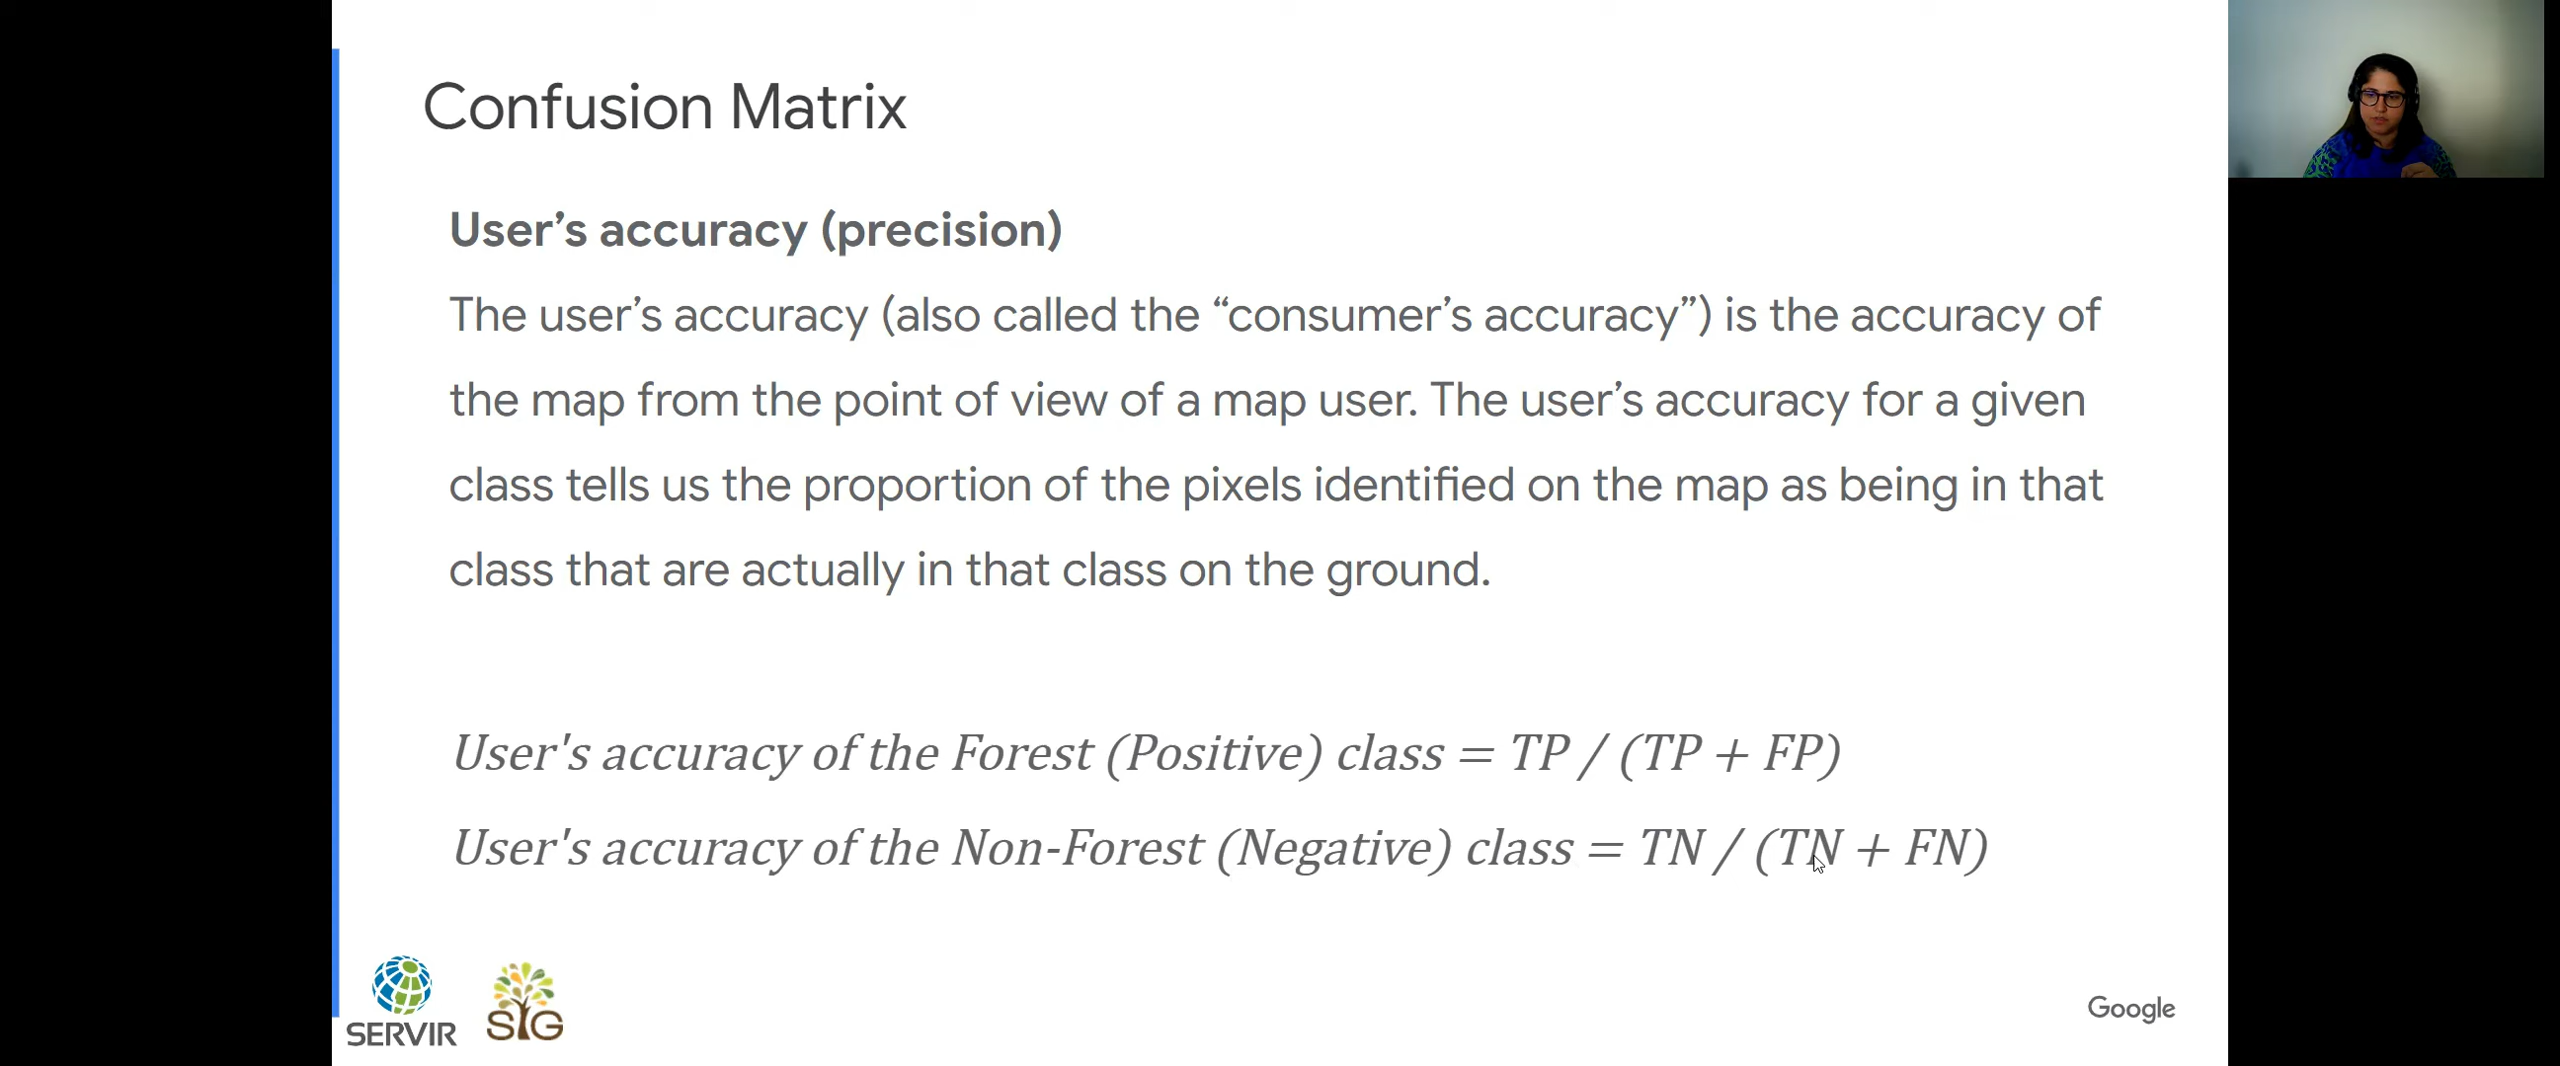 Confusion Matrix
User’s accuracy (precision)
The user’s accuracy (also called the “consumer’s accuracy”) is the accuracy of
the map from the point of view of a map user. The user’s accuracy for a given
class tells us the proportion of the pixels identified on the map as being in that
class that are actually in that class on the ground.
User's accuracy of the Forest (Positive) class = TP / (TP + FP)
User's accuracy of the Non-Forest (Negative) class = TN / (TN + FN)
SERVIR
SIG
Google